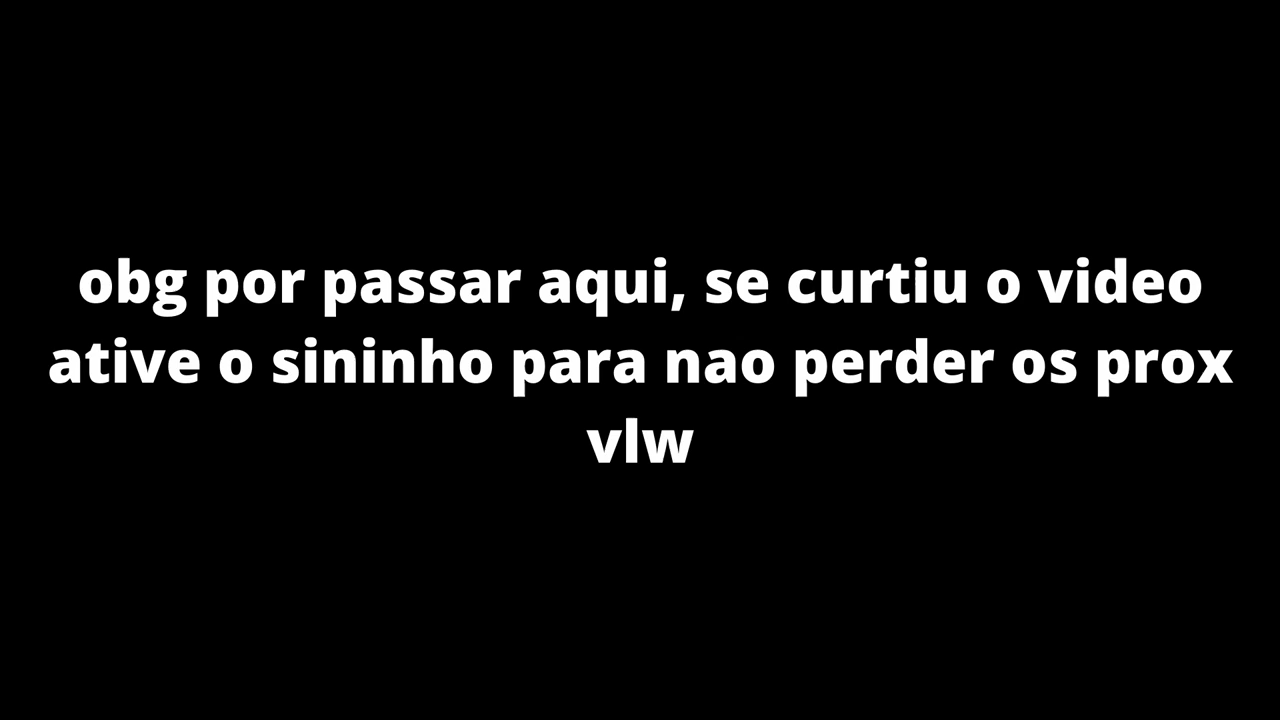 obg por passar aqui, se curtiu o video
ative o sininho para nao perder os prox
vlw